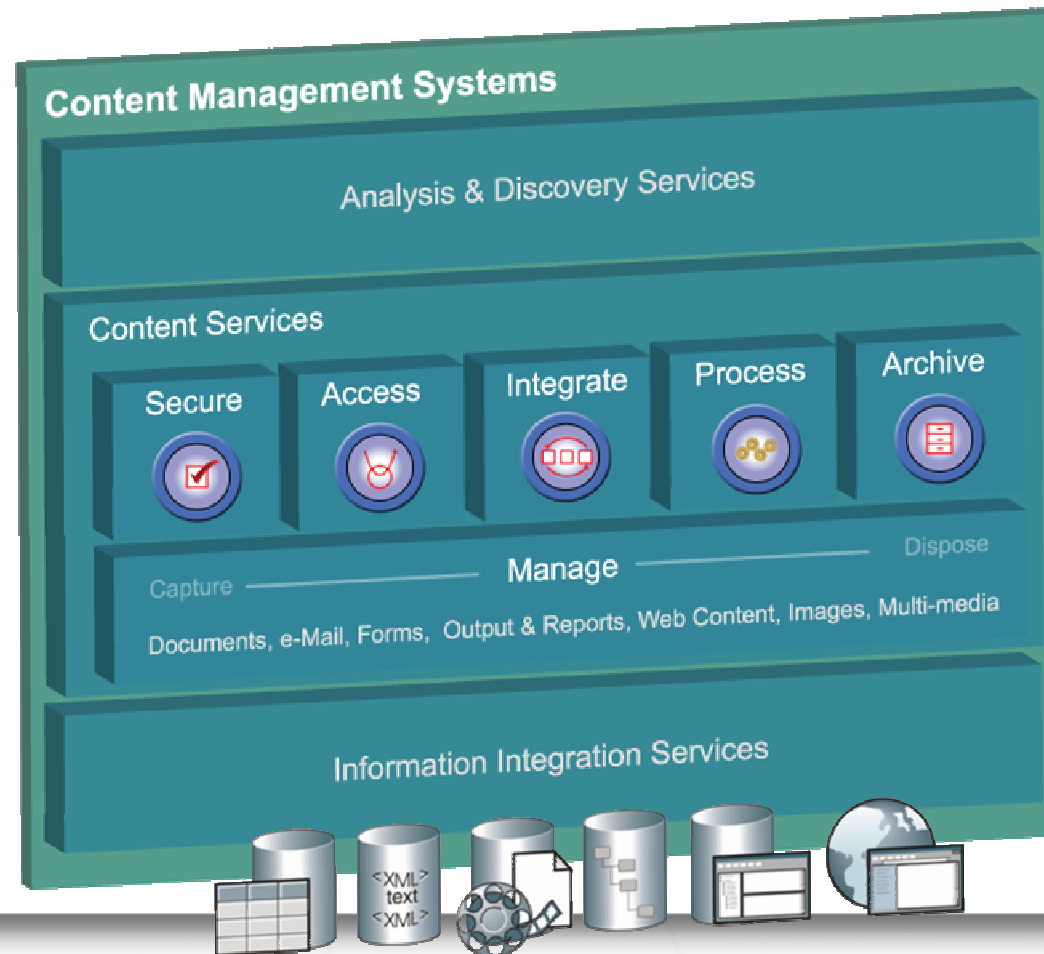 Content Management Systems
Analysis & Discovery Services
Content Services
Secure
Access
Integrate
Process
Archive
Capture
Manage
Dispose
Documents, e-Mail, Forms, Output & Reports, Web Content, Images, Multi-media
Information Integration Services
<XML>
text
<XML>